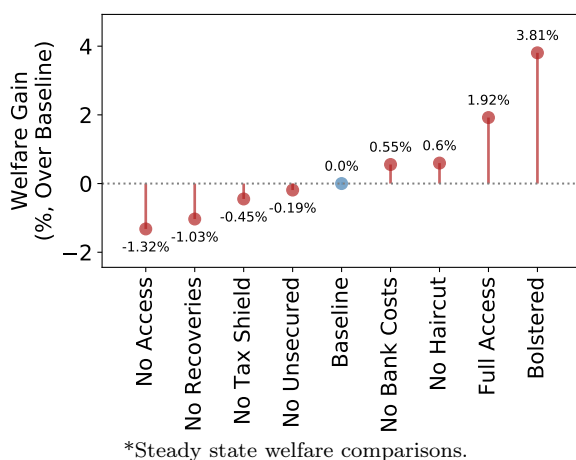 Welfare Gain
(%, Over Baseline)
4
2
0
−2
-1.32%
-1.03%
-0.45%
-0.19%
0.0%
0.55%
0.6%
1.92%
3.81%
No Access
No Recoveries
No Tax Shield
No Unsecured
Baseline
No Bank Costs
No Haircut
Full Access
Bolstered
*Steady state welfare comparisons.